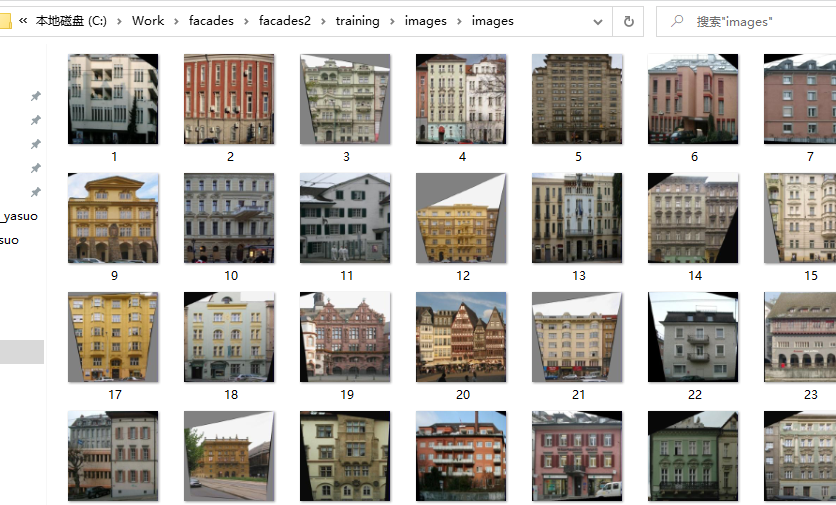 « 本地磁盘 (C:) › Work › facades › facades2 › training › images › images
搜索"images"
1 2 3 4 5 6 7
_yasuo
suo
9 10 11 12 13 14 15
17 18 19 20 21 22 23